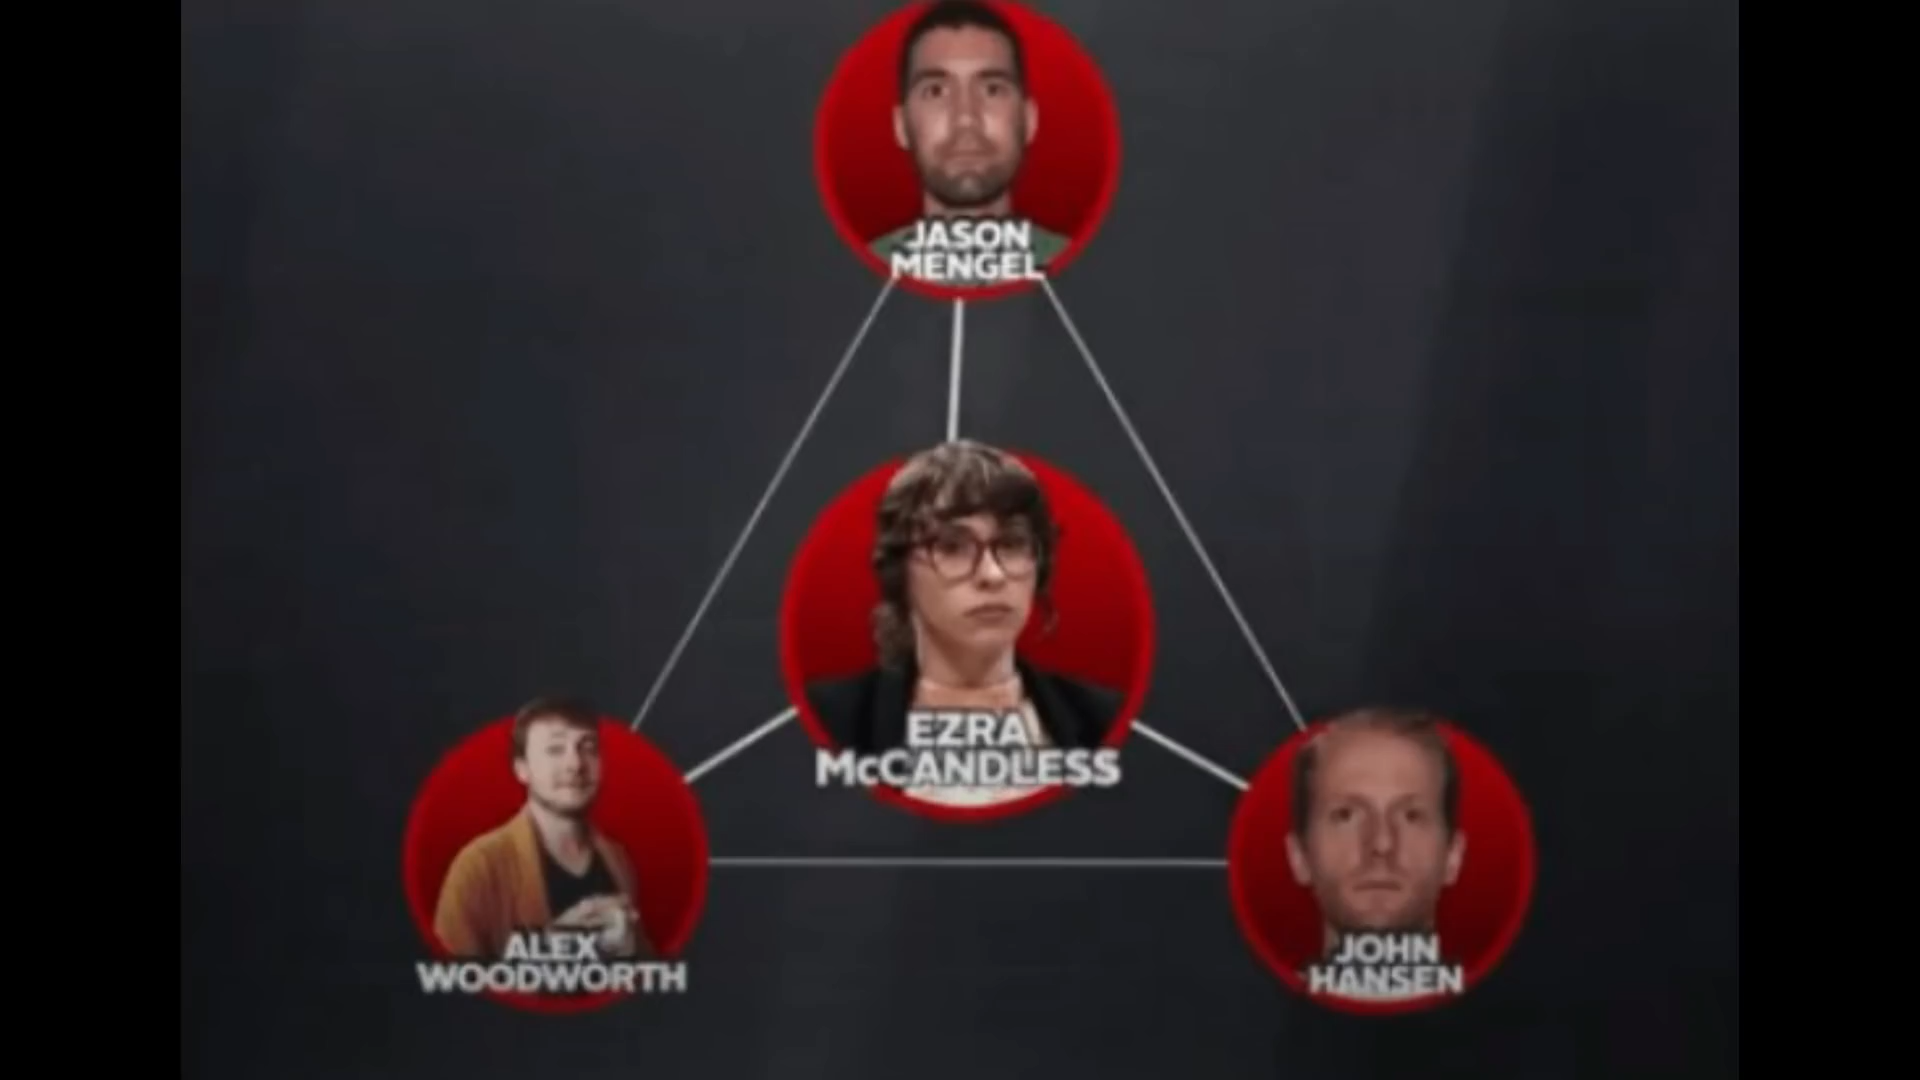 JASON
MENGEL
EZRA
McCANDLESS
ALEX
WOODWORTH
JOHN
HANSEN